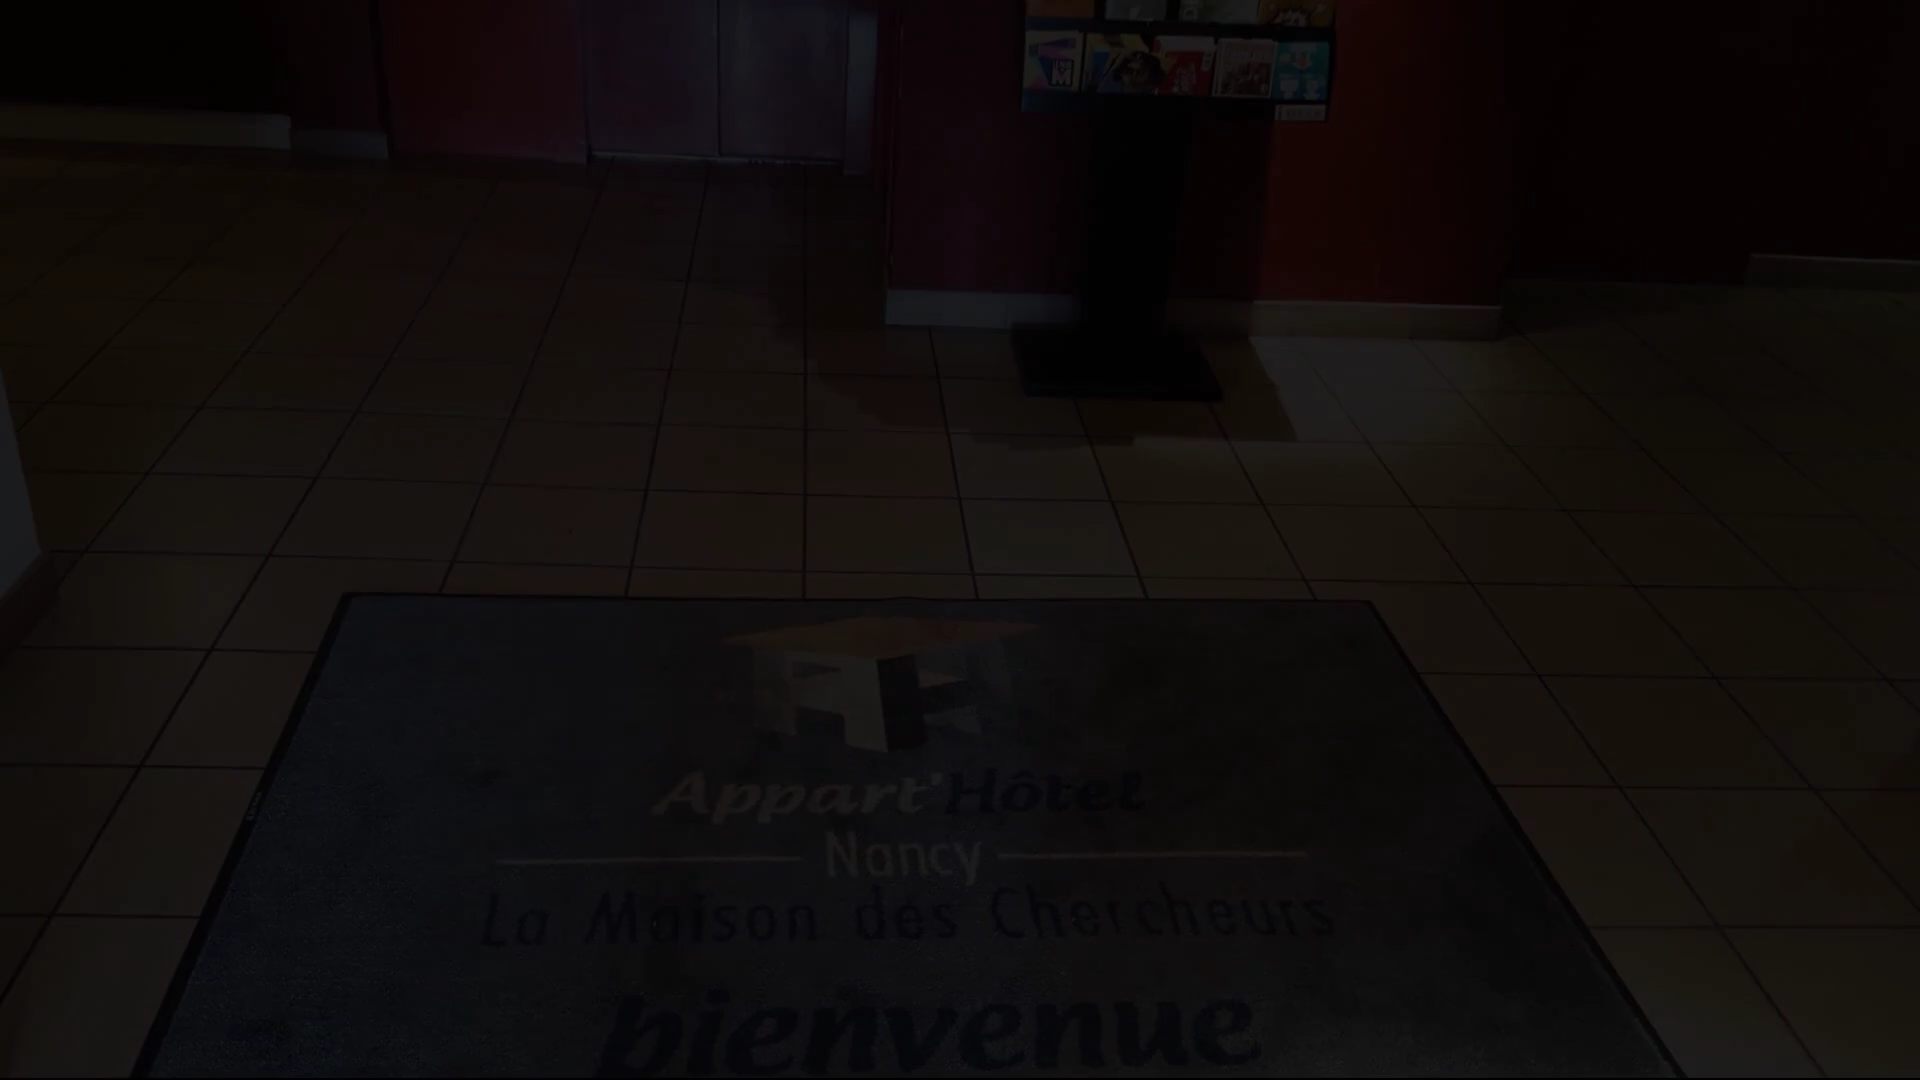 Appart'Hôtel
Nancy
La Maison des Chercheurs
bienvenue